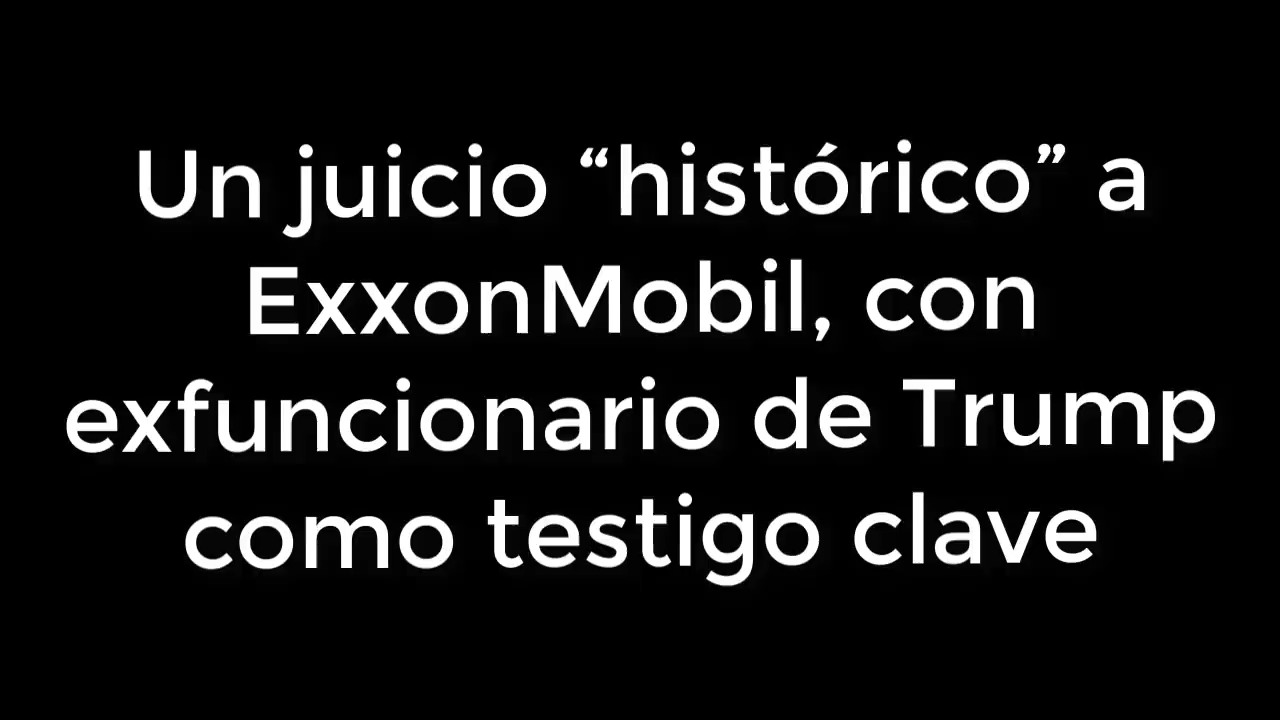 Un juicio “histórico” a
ExxonMobil, con
exfuncionario de Trump
como testigo clave